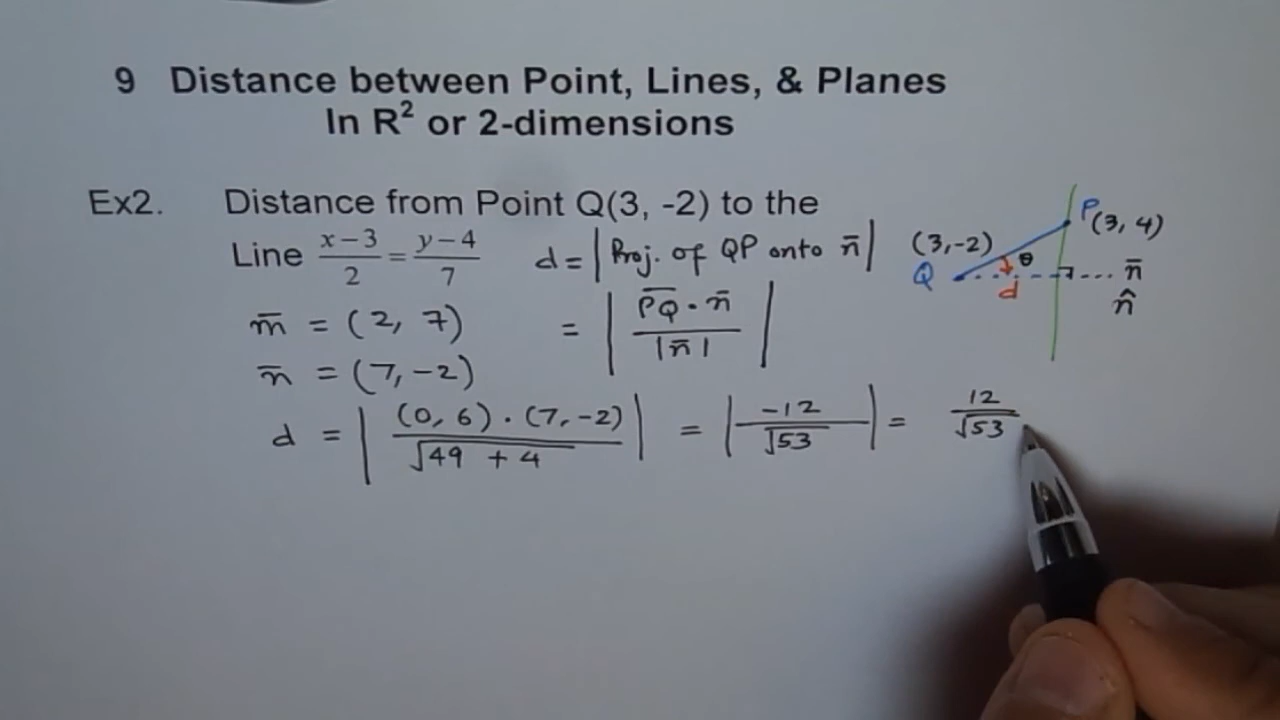 9 Distance between Point, Lines, & Planes
In R² or 2-dimensions
Ex2. Distance from Point Q(3, -2) to the
Line x−3/2 = y−4/7
d = |Proj. of QP onto n̄|
m̄ = (2, 7)
= |P̅Q̅ · n̄ / |n̄||
n̄ = (7, -2)
d = |(0, 6) · (7, -2) / √49 + 4| = |-12 / √53| = 12 / √53
P (3, 4)
(3, -2) θ
Q d n̄
n̂